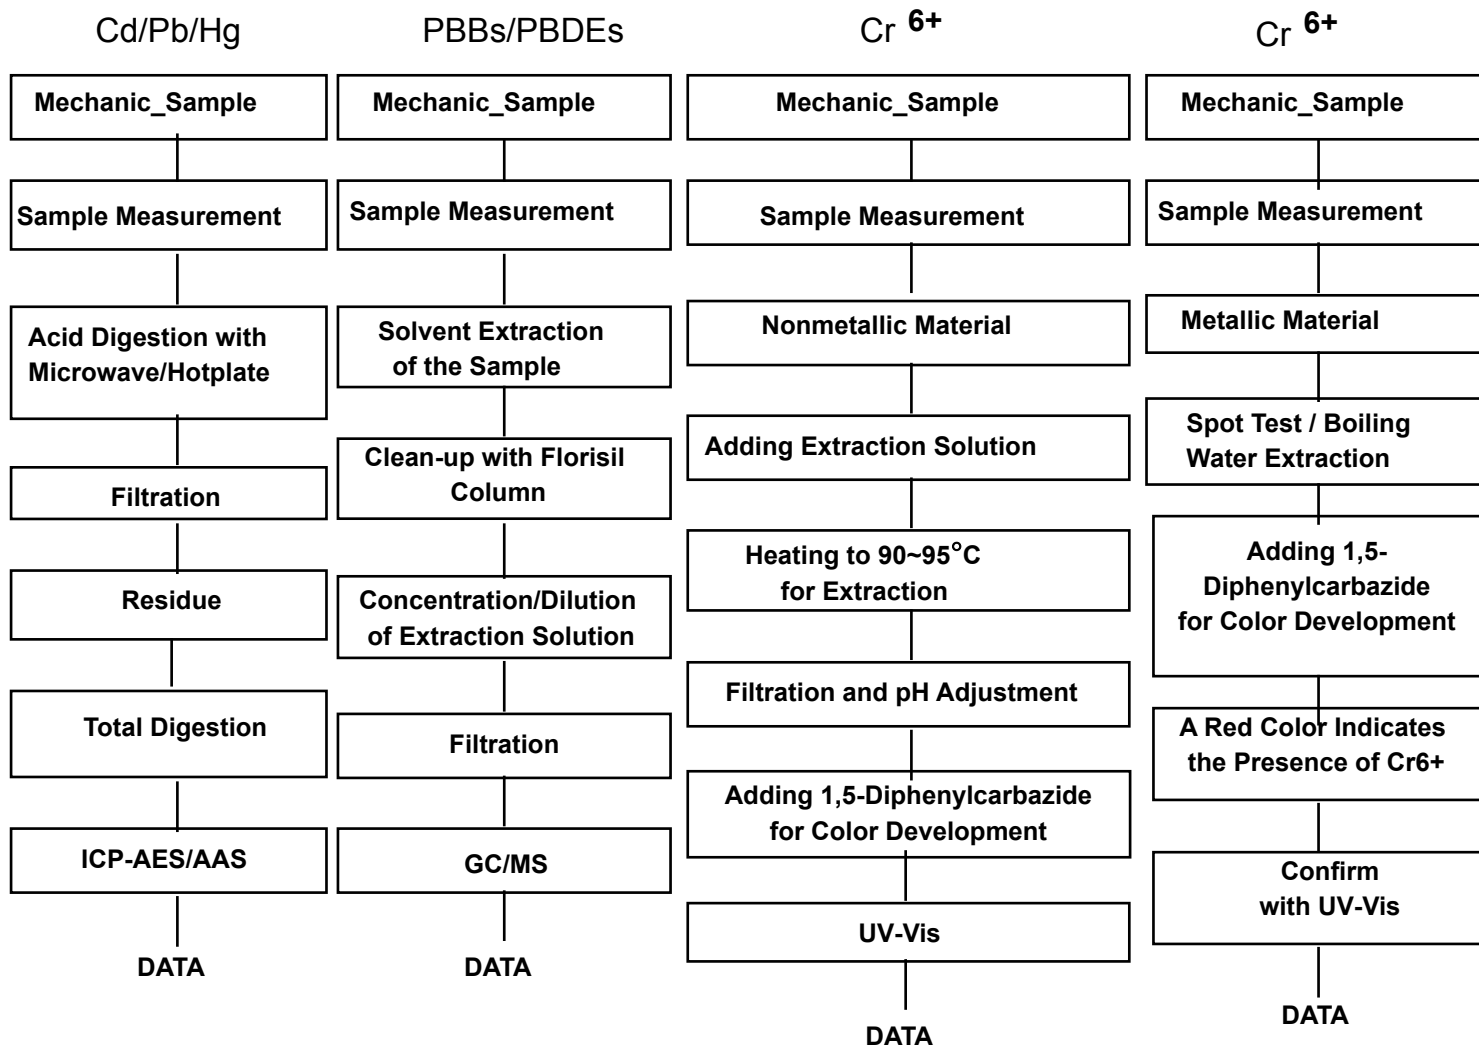 Cd/Pb/Hg
Mechanic_Sample
Sample Measurement
Acid Digestion with
Microwave/Hotplate
Filtration
Residue
Total Digestion
ICP-AES/AAS
DATA
PBBs/PBDEs
Mechanic_Sample
Sample Measurement
Solvent Extraction
of the Sample
Clean-up with Florisil
Column
Concentration/Dilution
of Extraction Solution
Filtration
GC/MS
DATA
Cr 6+
Mechanic_Sample
Sample Measurement
Nonmetallic Material
Adding Extraction Solution
Heating to 90~95°C
for Extraction
Filtration and pH Adjustment
Adding 1,5-Diphenylcarbazide
for Color Development
UV-Vis
DATA
Cr 6+
Mechanic_Sample
Sample Measurement
Metallic Material
Spot Test / Boiling
Water Extraction
Adding 1,5-
Diphenylcarbazide
for Color Development
A Red Color Indicates
the Presence of Cr6+
Confirm
with UV-Vis
DATA